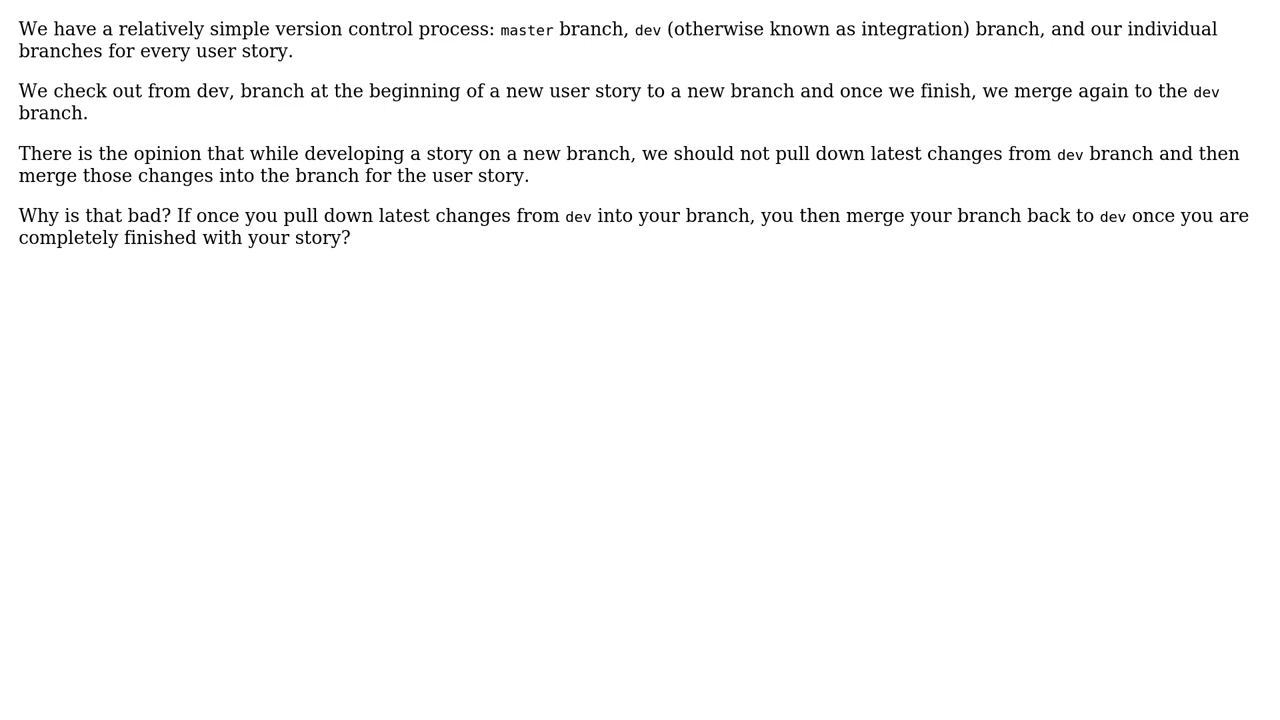 We have a relatively simple version control process: master branch, dev (otherwise known as integration) branch, and our individual
branches for every user story.
We check out from dev, branch at the beginning of a new user story to a new branch and once we finish, we merge again to the dev
branch.
There is the opinion that while developing a story on a new branch, we should not pull down latest changes from dev branch and then
merge those changes into the branch for the user story.
Why is that bad? If once you pull down latest changes from dev into your branch, you then merge your branch back to dev once you are
completely finished with your story?